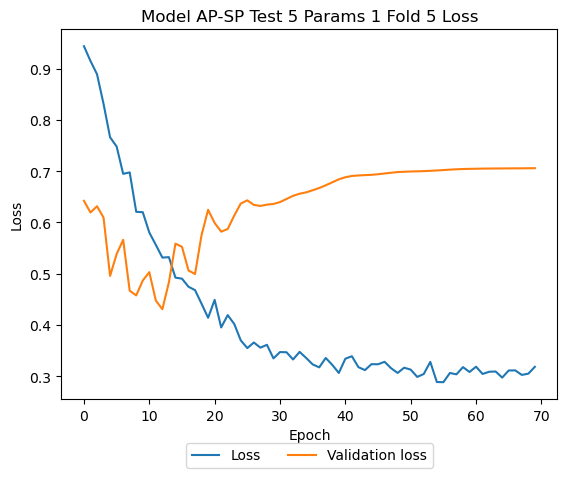 Model AP-SP Test 5 Params 1 Fold 5 Loss
Loss
0.9
0.8
0.7
0.6
0.5
0.4
0.3
0 10 20 30 40 50 60 70
Epoch
Loss Validation loss